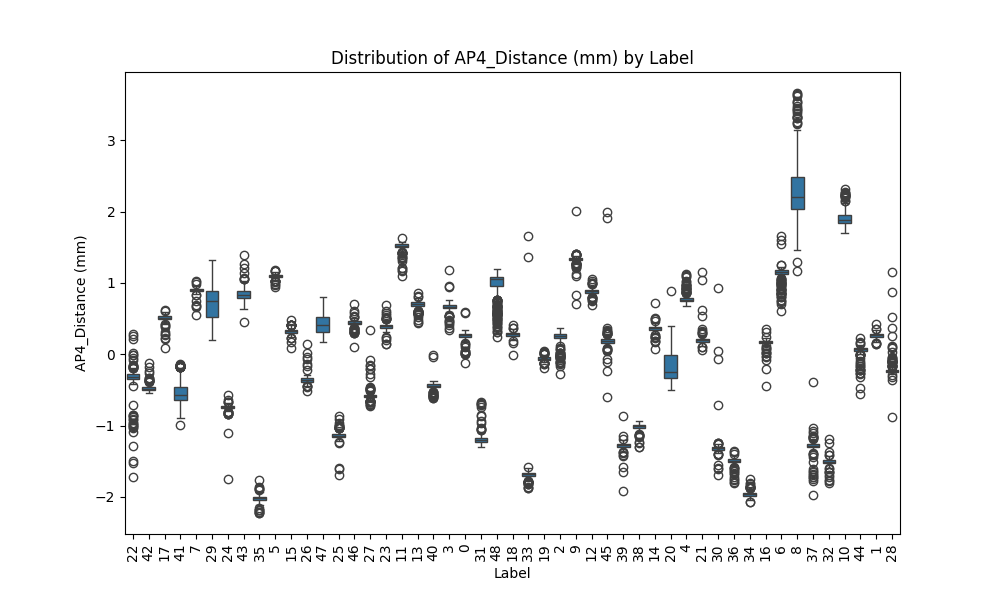 Distribution of AP4_Distance (mm) by Label
AP4_Distance (mm)
3
2
1
0
−1
−2
22 42 17 41 7 29 24 43 35 5 15 26 47 25 46 27 23 11 13 40 3 0 31 48 18 33 19 2 9 12 45 39 38 14 20 4 21 30 36 34 16 6 8 37 32 10 44 1 28
Label